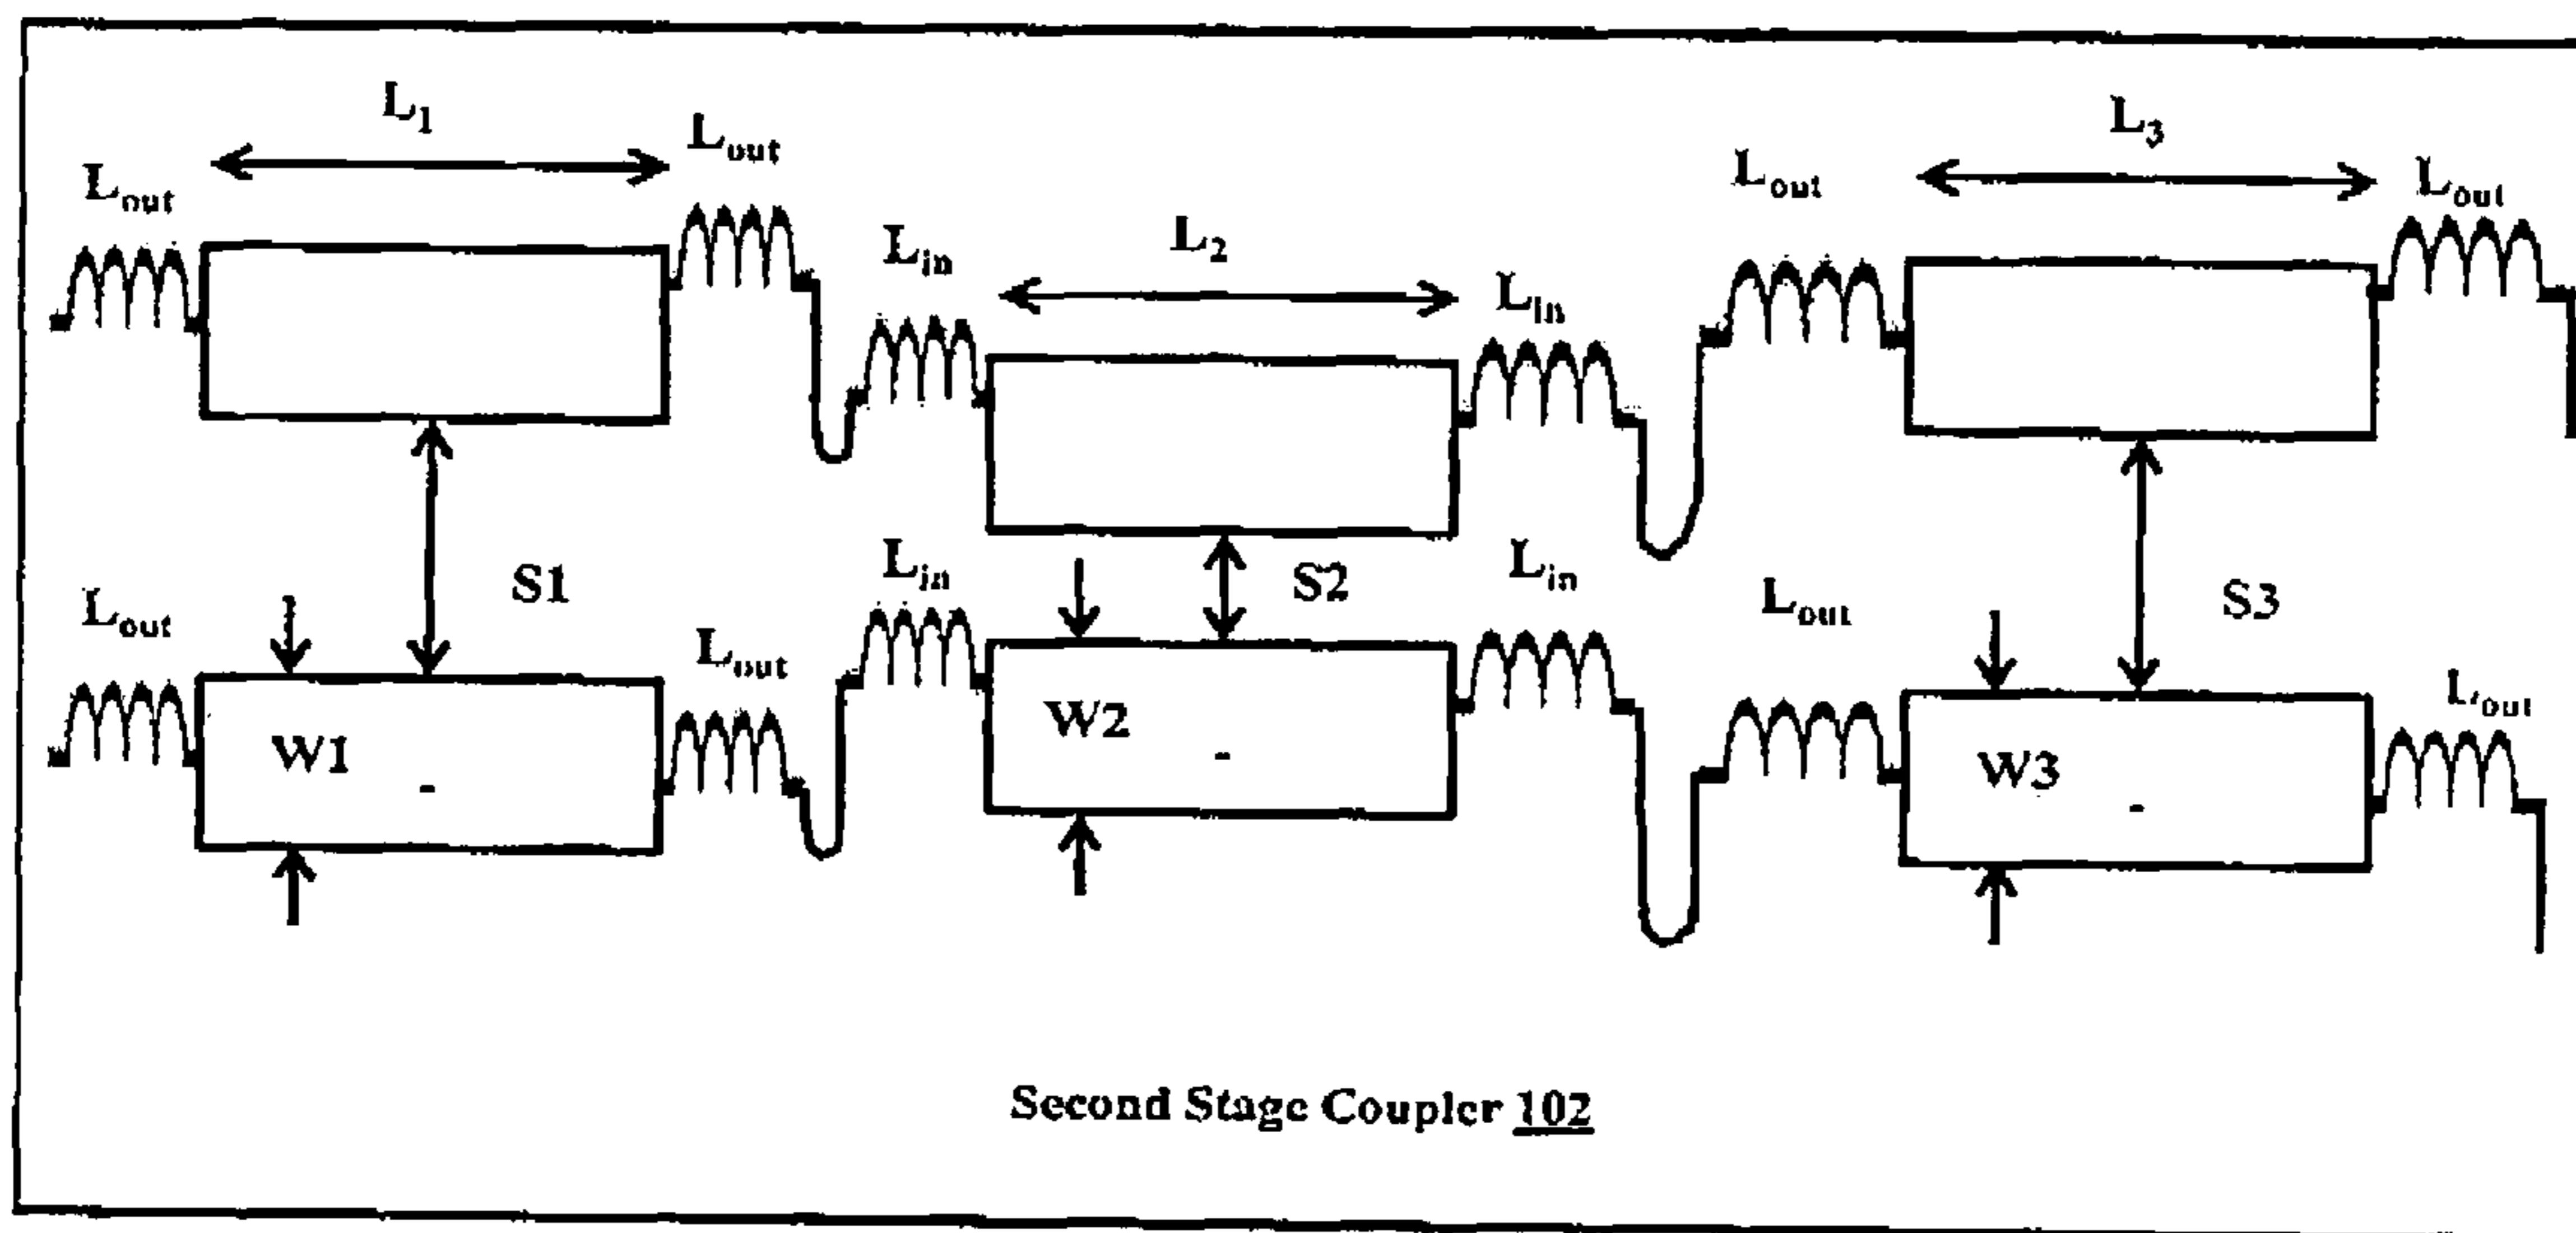 L1
L3
Lout
Lout
Lout
Lout
Lin
L2
Lin
Lin
S1
S2
Lin
Lout
S3
Lout
Lout
Lout
W1
W2
W3
Second Stage Coupler 102